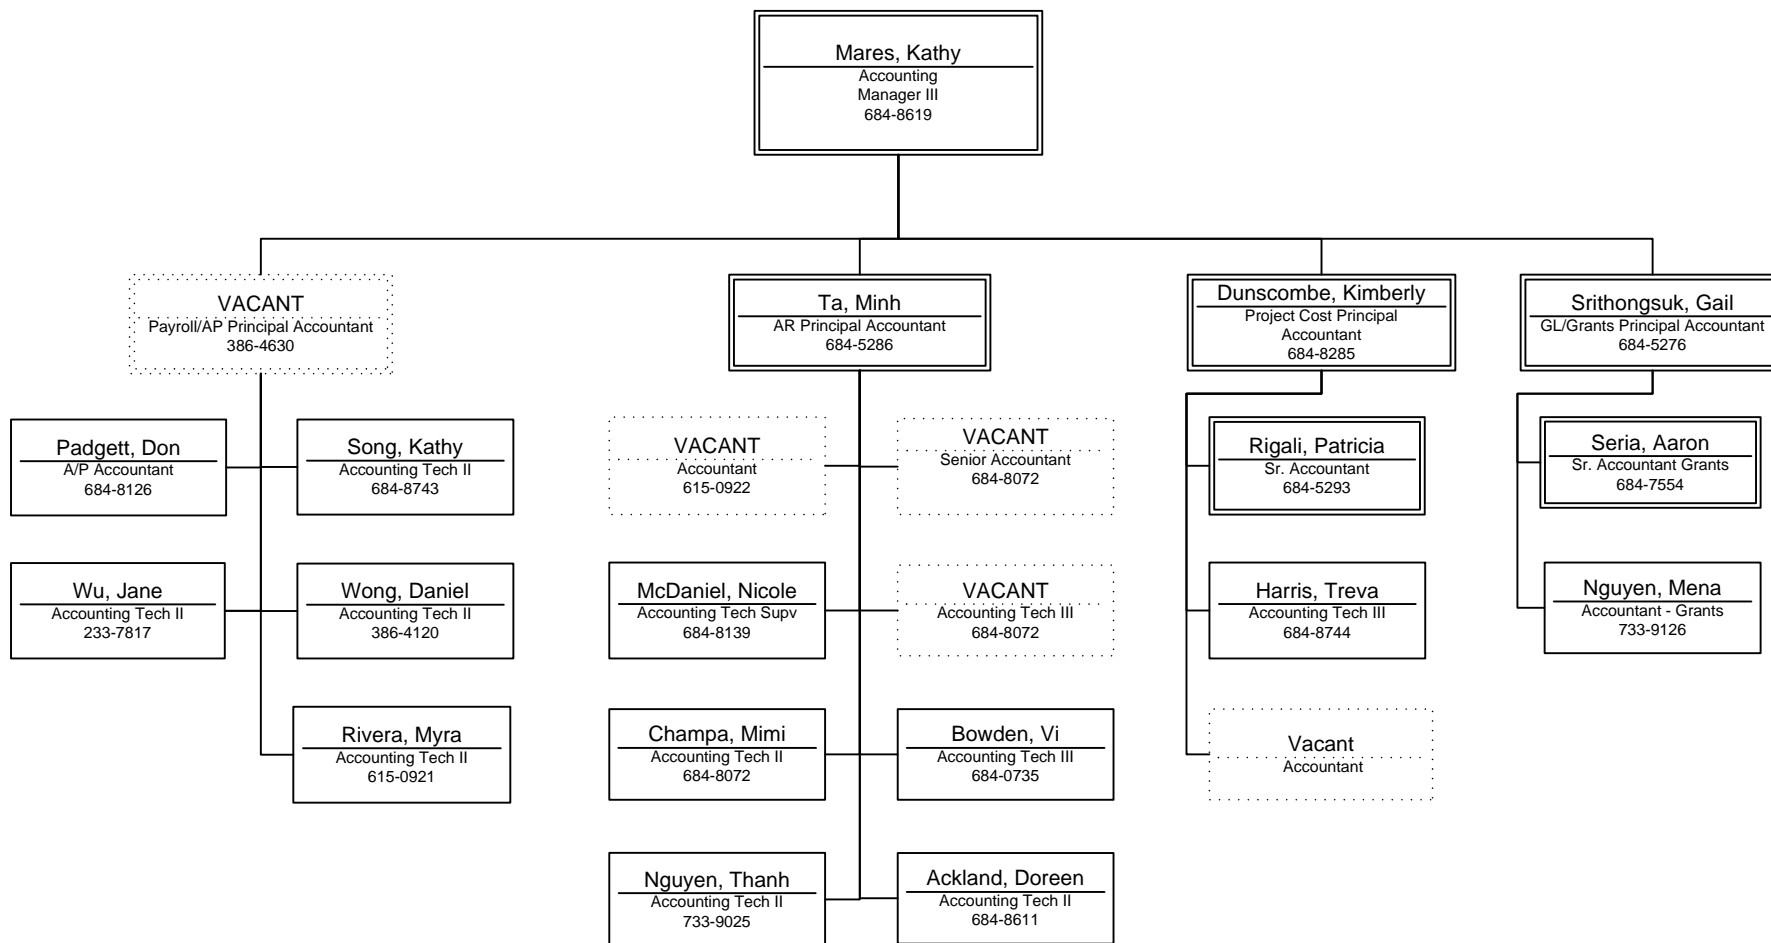 Mares, Kathy
Accounting
Manager III
684-8619
VACANT
Payroll/AP Principal Accountant
386-4630
Ta, Minh
AR Principal Accountant
684-5286
Dunscombe, Kimberly
Project Cost Principal
Accountant
684-8285
Srithongsuk, Gail
GL/Grants Principal Accountant
684-5276
Padgett, Don
A/P Accountant
684-8126
Song, Kathy
Accounting Tech II
684-8743
VACANT
Accountant
615-0922
VACANT
Senior Accountant
684-8072
Rigali, Patricia
Sr. Accountant
684-5293
Seria, Aaron
Sr. Accountant Grants
684-7554
Wu, Jane
Accounting Tech II
233-7817
Wong, Daniel
Accounting Tech II
386-4120
McDaniel, Nicole
Accounting Tech Supv
684-8139
VACANT
Accounting Tech III
684-8072
Harris, Treva
Accounting Tech III
684-8744
Nguyen, Mena
Accountant - Grants
733-9126
Rivera, Myra
Accounting Tech II
615-0921
Champa, Mimi
Accounting Tech II
684-8072
Bowden, Vi
Accounting Tech III
684-0735
Vacant
Accountant
Nguyen, Thanh
Accounting Tech II
733-9025
Ackland, Doreen
Accounting Tech II
684-8611